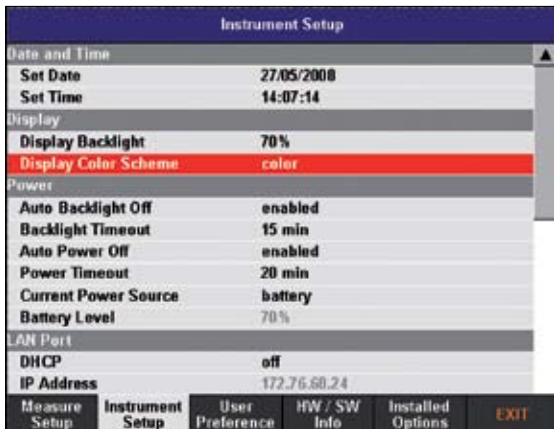 Instrument Setup
Date and Time
Set Date 27/05/2008
Set Time 14:07:14
Display
Display Backlight 70%
Display Color Scheme color
Power
Auto Backlight Off enabled
Backlight Timeout 15 min
Auto Power Off enabled
Power Timeout 20 min
Current Power Source battery
Battery Level 70%
LAN Port
DHCP off
IP Address 172.76.68.24
Measure Setup Instrument Setup User Preference HW / SW Info Installed Options EXIT